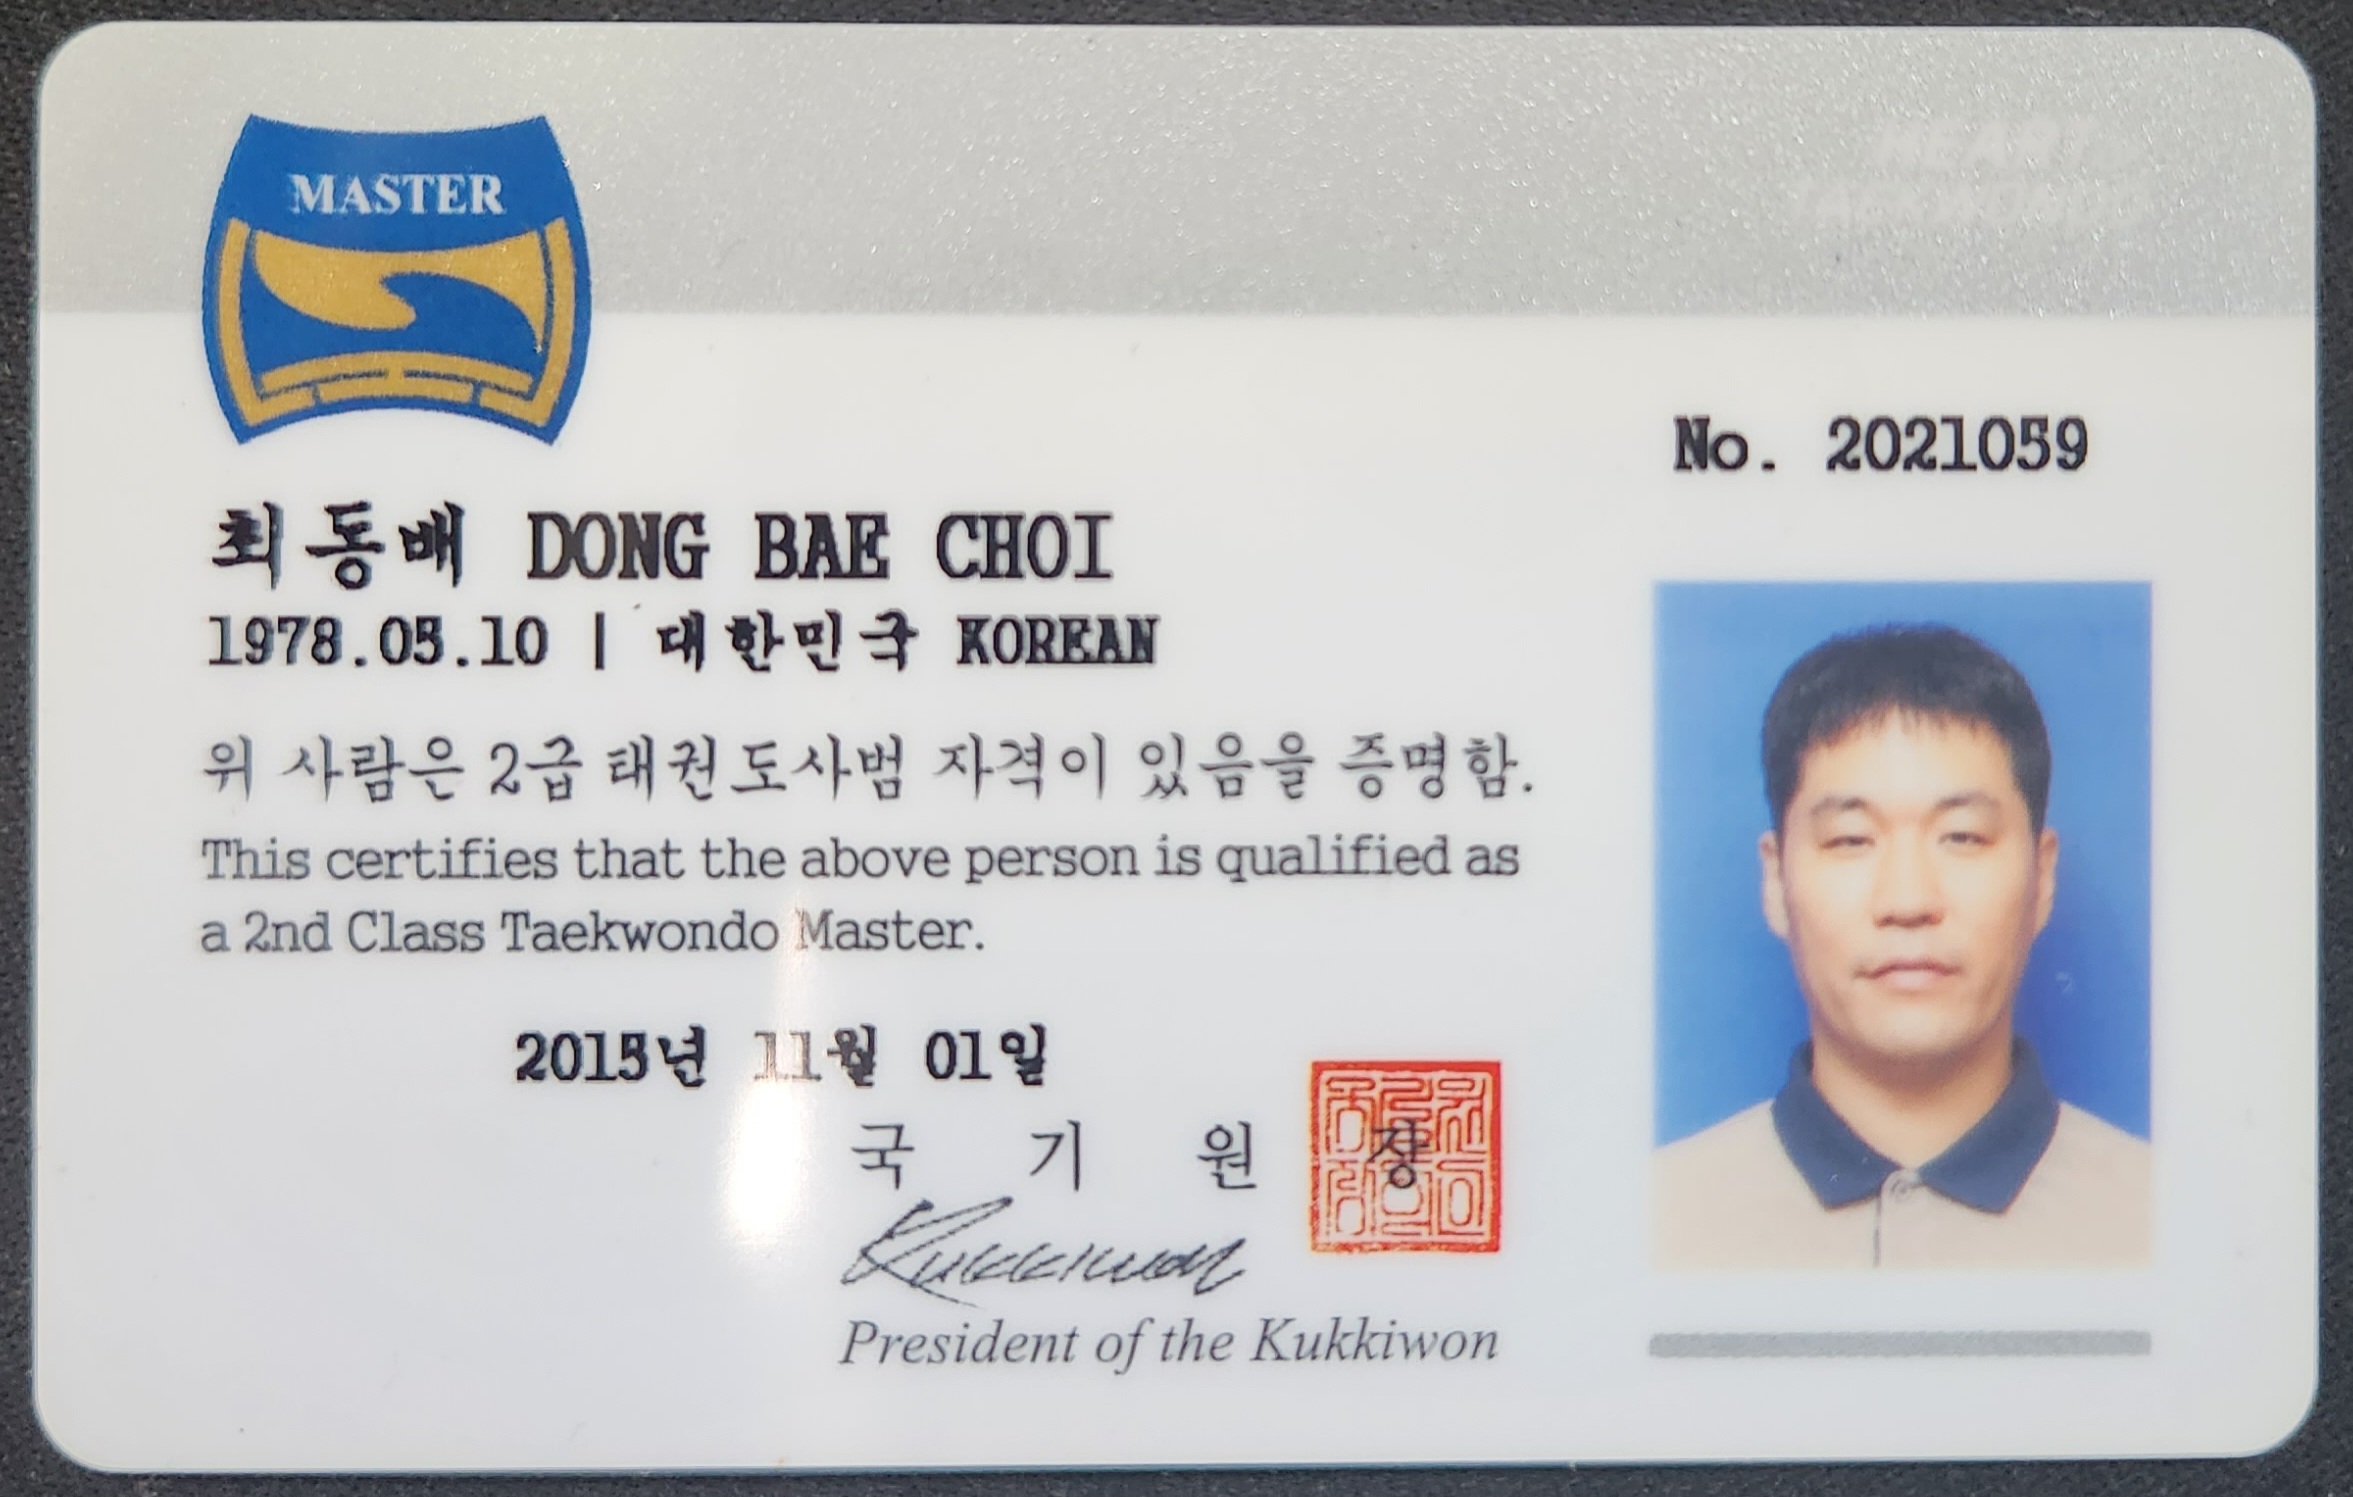 MASTER
No. 2021059
최동배 DONG BAE CHOI
1978.05.10 | 대한민국 KOREAN
위 사람은 2급 태권도사범 자격이 있음을 증명함.
This certifies that the above person is qualified as
a 2nd Class Taekwondo Master.
2015년 11월 01일
국 기 원 장
Kukkiwon
President of the Kukkiwon